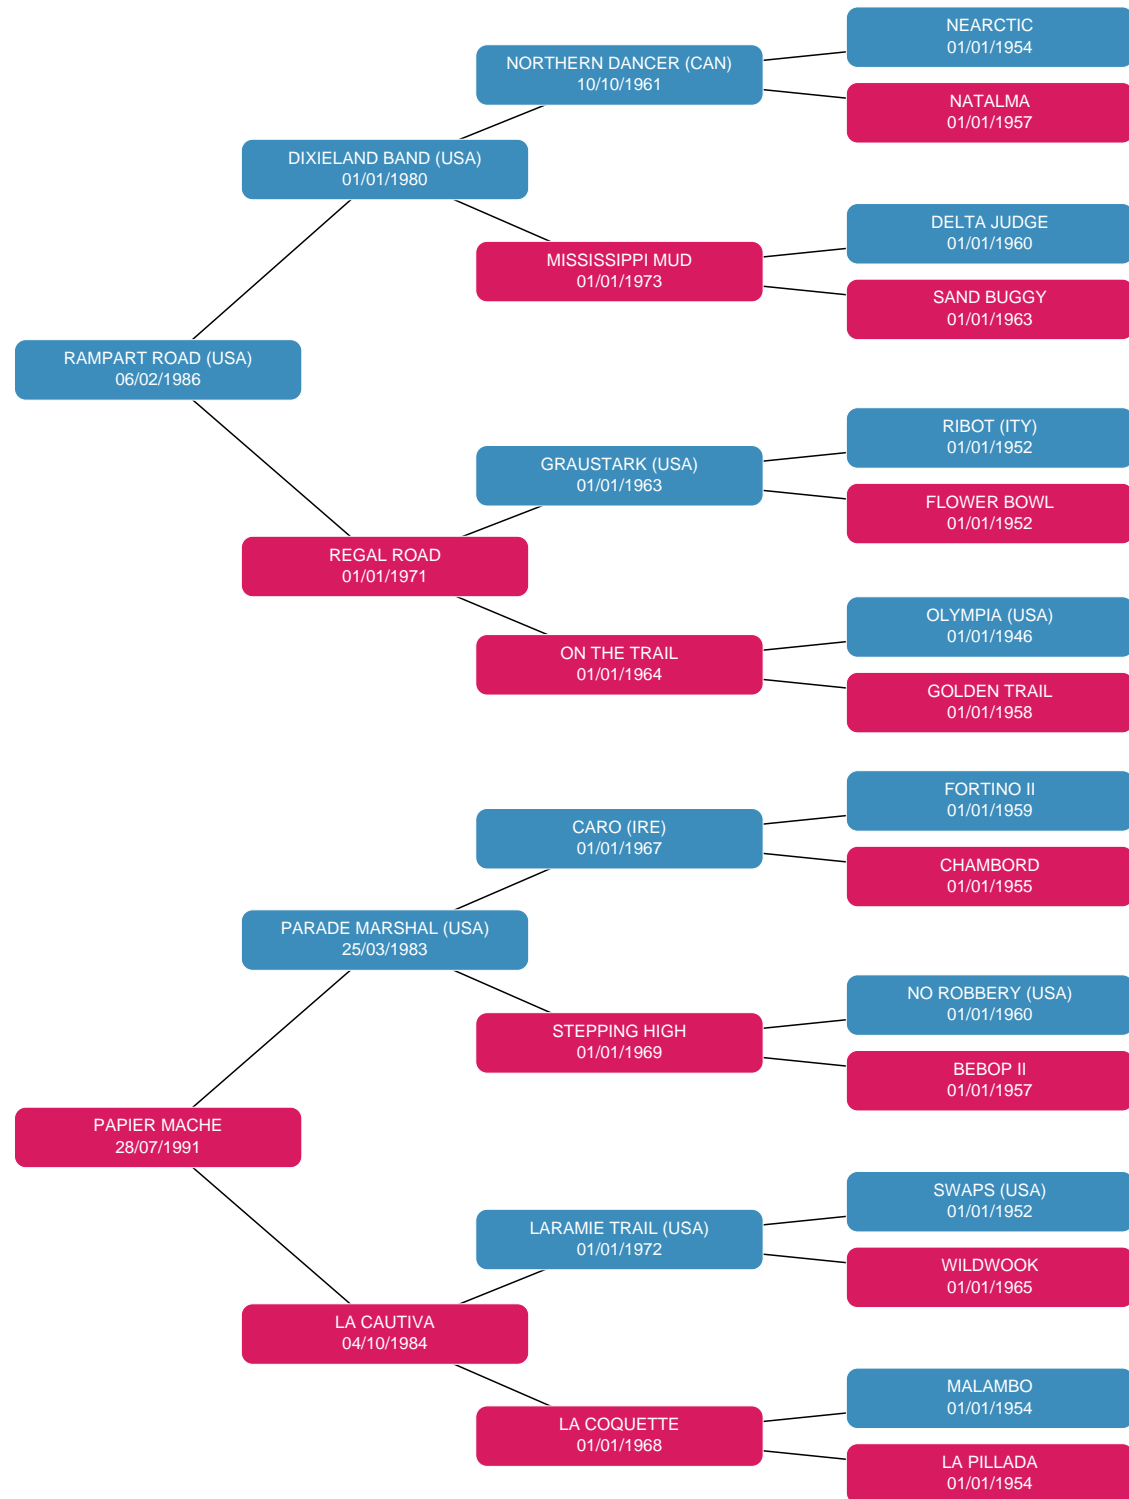 NEARCTIC
01/01/1954
NORTHERN DANCER (CAN)
10/10/1961
NATALMA
01/01/1957
DIXIELAND BAND (USA)
01/01/1980
DELTA JUDGE
01/01/1960
MISSISSIPPI MUD
01/01/1973
SAND BUGGY
01/01/1963
RAMPART ROAD (USA)
06/02/1986
RIBOT (ITY)
01/01/1952
GRAUSTARK (USA)
01/01/1963
FLOWER BOWL
01/01/1952
REGAL ROAD
01/01/1971
OLYMPIA (USA)
01/01/1946
ON THE TRAIL
01/01/1964
GOLDEN TRAIL
01/01/1958
FORTINO II
01/01/1959
CARO (IRE)
01/01/1967
CHAMBORD
01/01/1955
PARADE MARSHAL (USA)
25/03/1983
NO ROBBERY (USA)
01/01/1960
STEPPING HIGH
01/01/1969
BEBOP II
01/01/1957
PAPIER MACHE
28/07/1991
SWAPS (USA)
01/01/1952
LARAMIE TRAIL (USA)
01/01/1972
WILDWOOK
01/01/1965
LA CAUTIVA
04/10/1984
MALAMBO
01/01/1954
LA COQUETTE
01/01/1968
LA PILLADA
01/01/1954